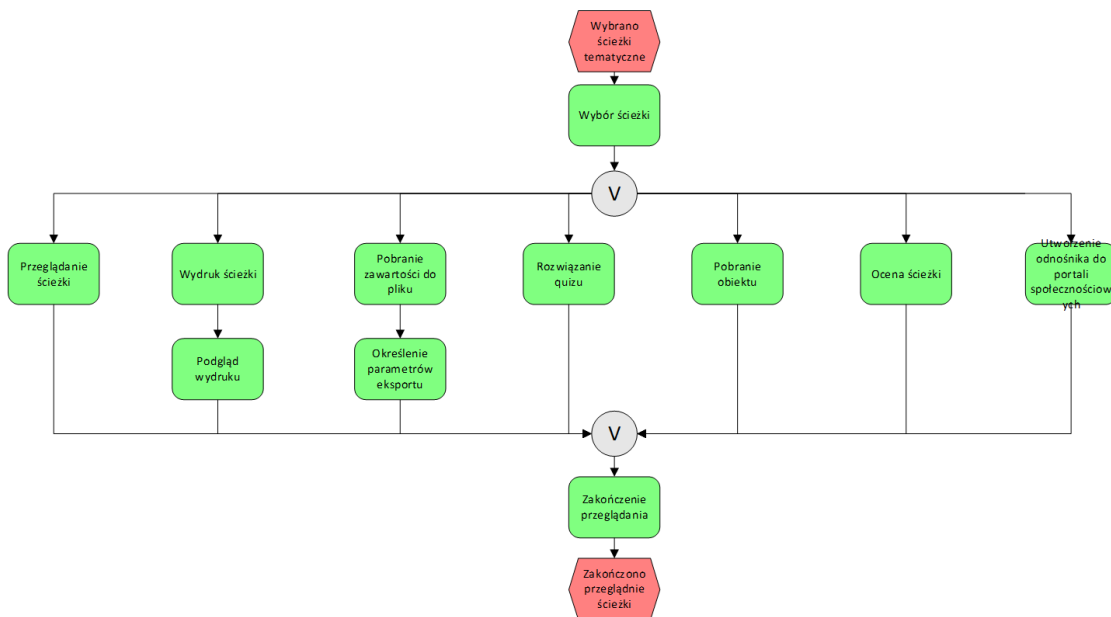 Wybrano
ścieżki
tematyczne
Wybór ścieżki
V
Przeglądanie
ścieżki
Wydruk ścieżki
Pobranie
zawartości do
pliku
Rozwiązanie
quizu
Pobranie
obiektu
Ocena ścieżki
Utworzenie
odnośnika do
portali
społecznościow
ych
Podgląd
wydruku
Określenie
parametrów
eksportu
V
Zakończenie
przeglądania
Zakończono
przeglądnie
ścieżki